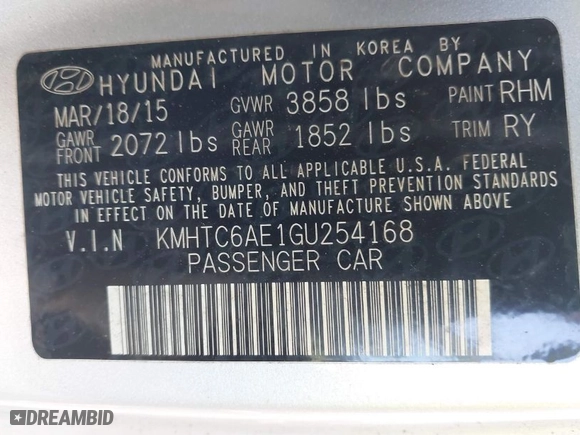 MANUFACTURED IN KOREA BY
HYUNDAI MOTOR COMPANY
MAR/18/15 GVWR 3858 lbs PAINT RHM
GAWR FRONT 2072 lbs GAWR REAR 1852 lbs TRIM RY
THIS VEHICLE CONFORMS TO ALL APPLICABLE U.S.A. FEDERAL
MOTOR VEHICLE SAFETY, BUMPER, AND THEFT PREVENTION STANDARDS
IN EFFECT ON THE DATE OF MANUFACTURE SHOWN ABOVE
V.I.N KMHTC6AE1GU254168
PASSENGER CAR
DREAMBID